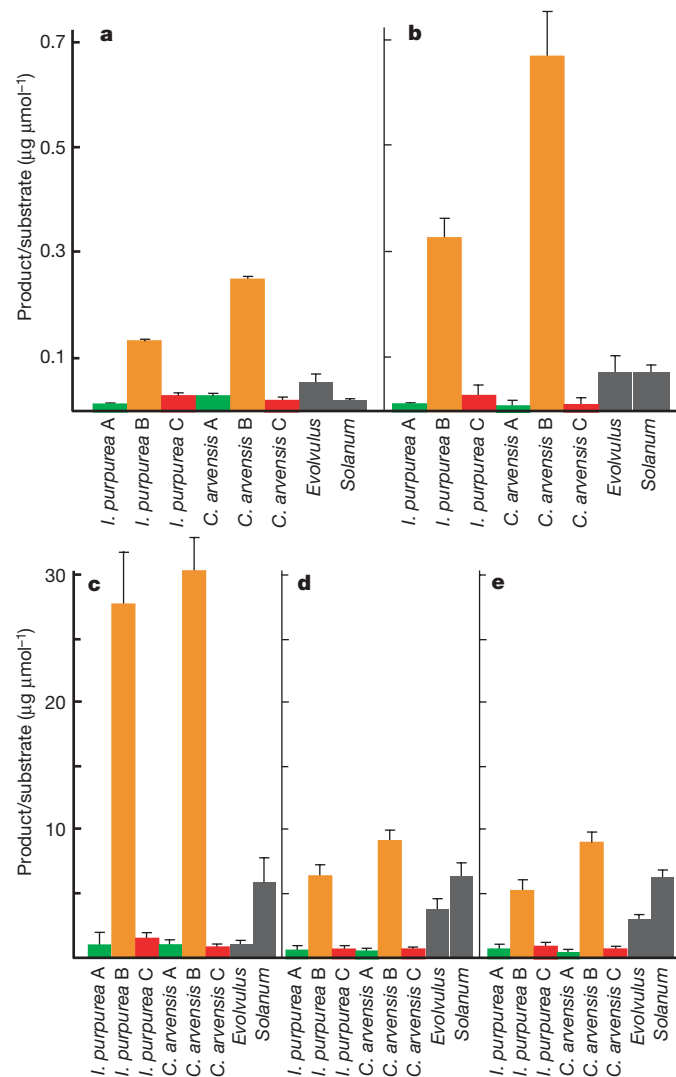 a
b
0.7
0.5
0.3
0.1
Product/substrate (µg µmol⁻¹)
I. purpurea A
I. purpurea B
I. purpurea C
C. arvensis A
C. arvensis B
C. arvensis C
Evolvulus
Solanum
I. purpurea A
I. purpurea B
I. purpurea C
C. arvensis A
C. arvensis B
C. arvensis C
Evolvulus
Solanum
c
d
e
30
20
10
Product/substrate (µg µmol⁻¹)
I. purpurea A
I. purpurea B
I. purpurea C
C. arvensis A
C. arvensis B
C. arvensis C
Evolvulus
Solanum
I. purpurea A
I. purpurea B
I. purpurea C
C. arvensis A
C. arvensis B
C. arvensis C
Evolvulus
Solanum
I. purpurea A
I. purpurea B
I. purpurea C
C. arvensis A
C. arvensis B
C. arvensis C
Evolvulus
Solanum